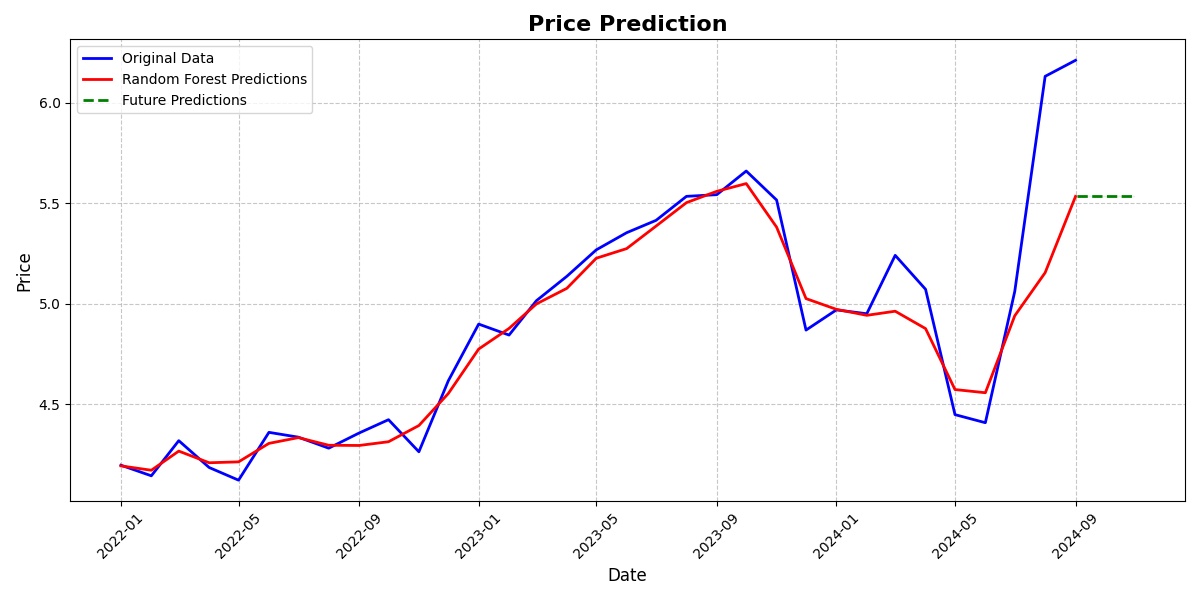 Price Prediction
Original Data
Random Forest Predictions
Future Predictions
Price
6.0
5.5
5.0
4.5
2022-01
2022-05
2022-09
2023-01
2023-05
2023-09
2024-01
2024-05
2024-09
Date